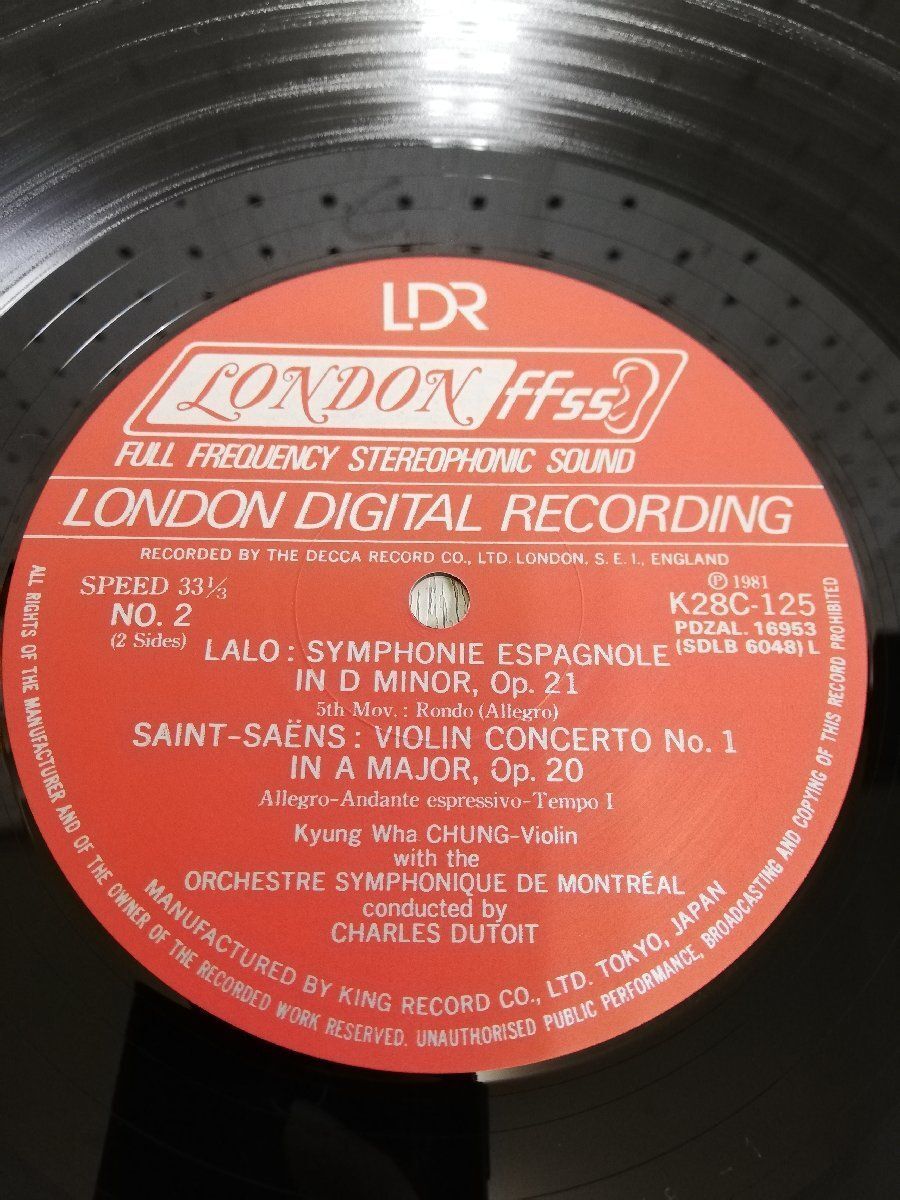 LDR
LONDON ffss
FULL FREQUENCY STEREOPHONIC SOUND
LONDON DIGITAL RECORDING
RECORDED BY THE DECCA RECORD CO., LTD. LONDON, S. E. 1., ENGLAND
SPEED 33⅓
NO. 2
(2 Sides)
℗ 1981
K28C-125
PDZAL. 16953
(SDLB 6048) L
LALO : SYMPHONIE ESPAGNOLE
IN D MINOR, Op. 21
5th Mov. : Rondo (Allegro)
SAINT-SAËNS : VIOLIN CONCERTO No. 1
IN A MAJOR, Op. 20
Allegro-Andante espressivo-Tempo I
Kyung Wha CHUNG-Violin
with the
ORCHESTRE SYMPHONIQUE DE MONTRÉAL
conducted by
CHARLES DUTOIT
MANUFACTURED BY KING RECORD CO., LTD. TOKYO, JAPAN
ALL RIGHTS OF THE MANUFACTURER AND OF THE OWNER OF THE RECORDED WORK RESERVED. UNAUTHORISED PUBLIC PERFORMANCE, BROADCASTING AND COPYING OF THIS RECORD PROHIBITED